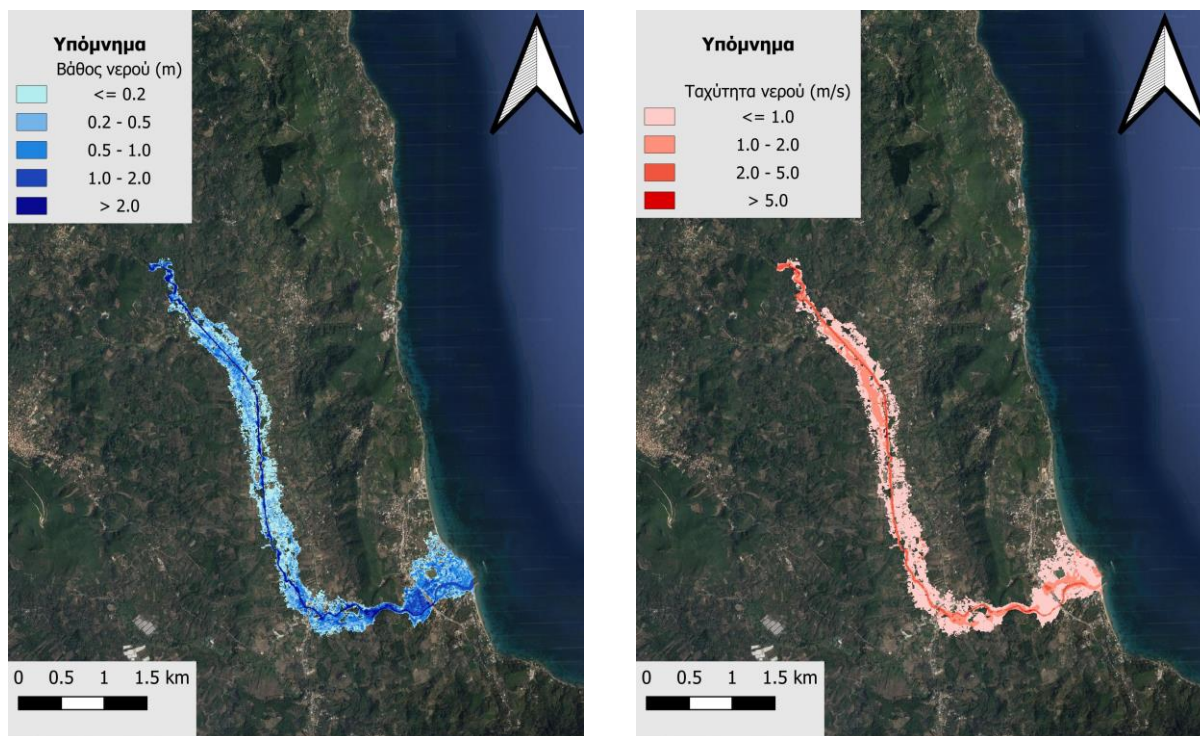 Υπόμνημα
Βάθος νερού (m)
<= 0.2
0.2 - 0.5
0.5 - 1.0
1.0 - 2.0
> 2.0
0 0.5 1 1.5 km
Υπόμνημα
Ταχύτητα νερού (m/s)
<= 1.0
1.0 - 2.0
2.0 - 5.0
> 5.0
0 0.5 1 1.5 km